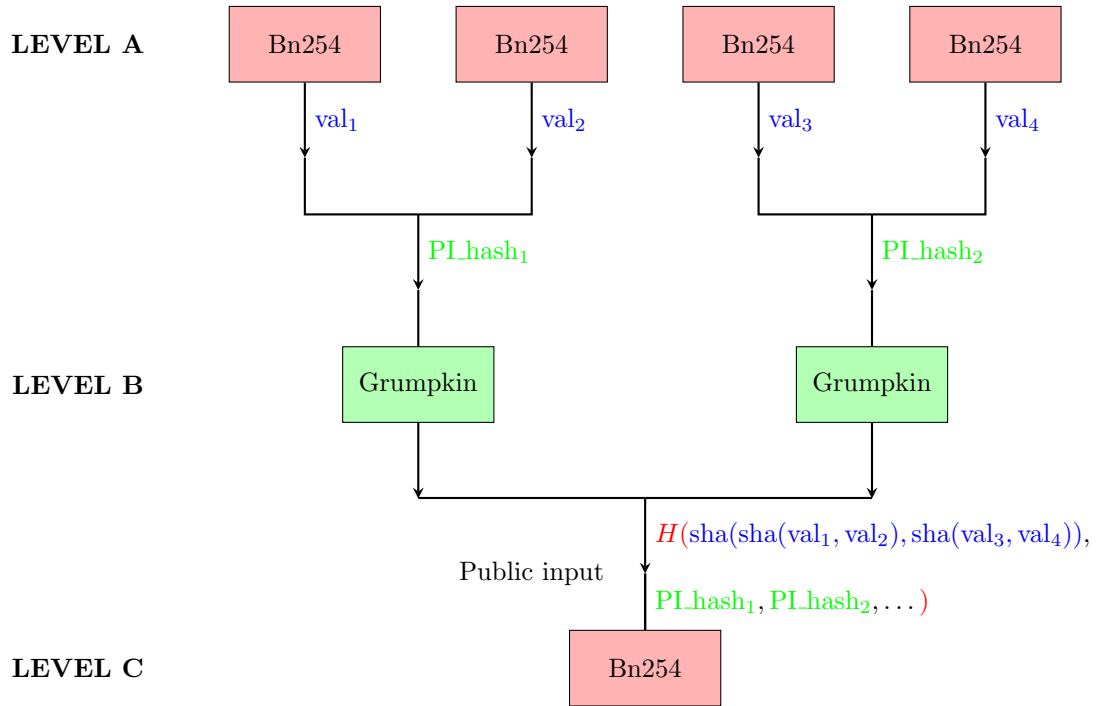 LEVEL A Bn254 Bn254 Bn254 Bn254
val₁ val₂ val₃ val₄
PI_hash₁ PI_hash₂
LEVEL B Grumpkin Grumpkin
H(sha(sha(val₁, val₂), sha(val₃, val₄)),
Public input
PI_hash₁, PI_hash₂, . . . )
LEVEL C Bn254